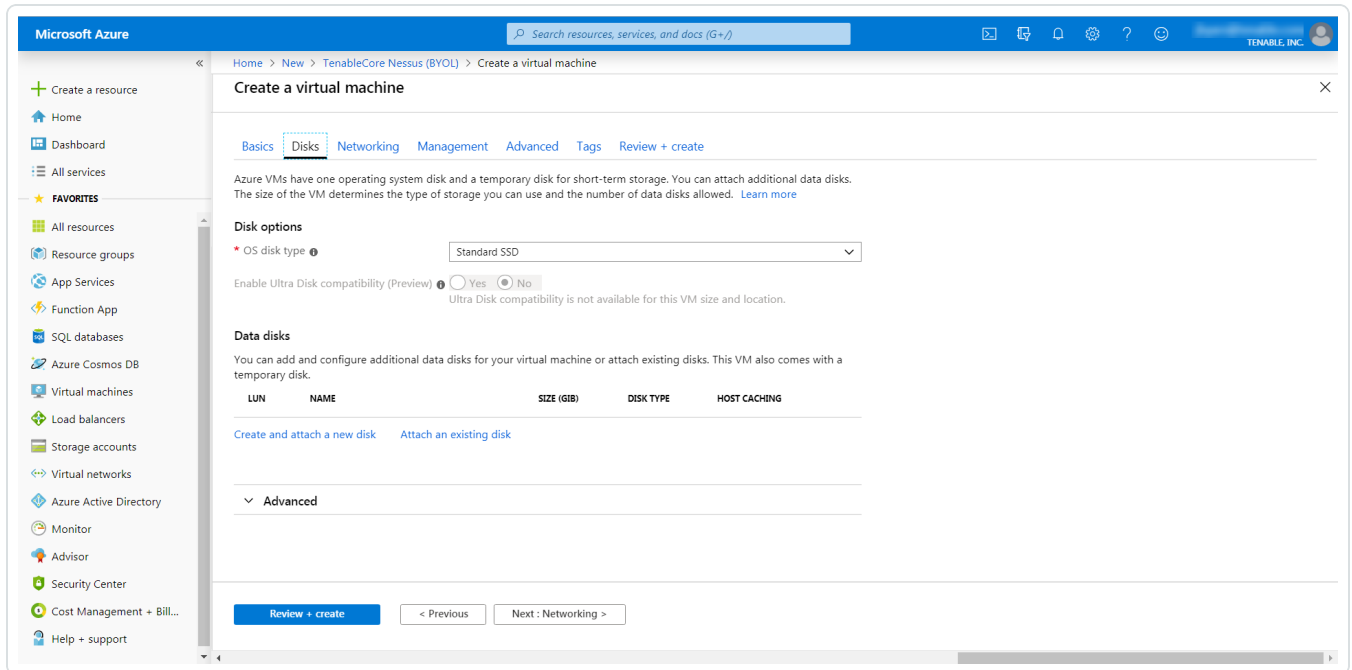 Microsoft Azure
Search resources, services, and docs (G+/)
TENABLE, INC.
«
Create a resource
Home
Dashboard
All services
FAVORITES
All resources
Resource groups
App Services
Function App
SQL databases
Azure Cosmos DB
Virtual machines
Load balancers
Storage accounts
Virtual networks
Azure Active Directory
Monitor
Advisor
Security Center
Cost Management + Bill...
Help + support
Home > New > TenableCore Nessus (BYOL) > Create a virtual machine
Create a virtual machine
Basics Disks Networking Management Advanced Tags Review + create
Azure VMs have one operating system disk and a temporary disk for short-term storage. You can attach additional data disks.
The size of the VM determines the type of storage you can use and the number of data disks allowed. Learn more
Disk options
* OS disk type Standard SSD
Enable Ultra Disk compatibility (Preview) Yes No
Ultra Disk compatibility is not available for this VM size and location.
Data disks
You can add and configure additional data disks for your virtual machine or attach existing disks. This VM also comes with a
temporary disk.
LUN NAME SIZE (GIB) DISK TYPE HOST CACHING
Create and attach a new disk Attach an existing disk
Advanced
Review + create < Previous Next : Networking >